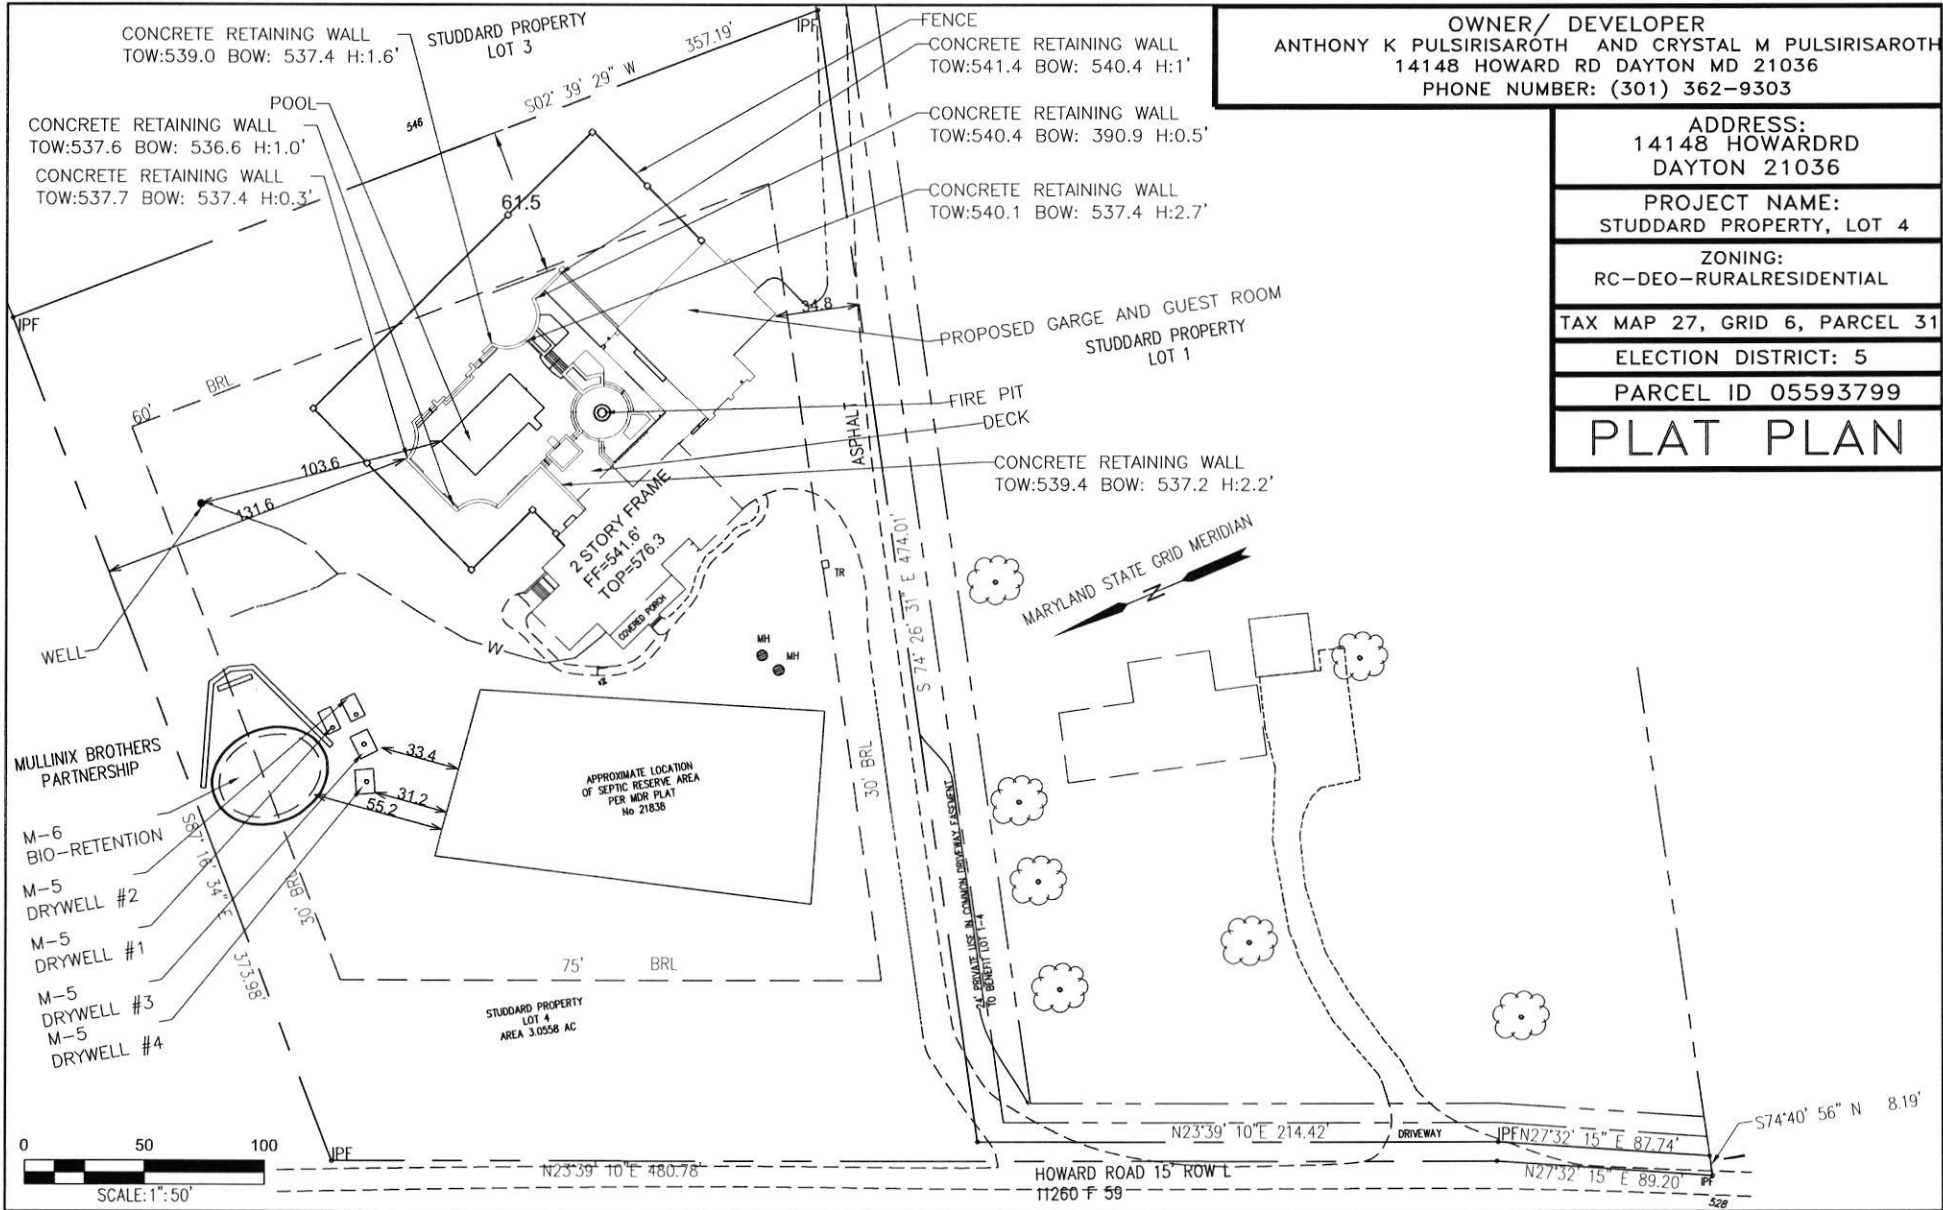 CONCRETE RETAINING WALL
TOW:539.0 BOW: 537.4 H:1.6'
STUDDARD PROPERTY
LOT 3
357.19'
IPF
S02° 39' 29" W
FENCE
CONCRETE RETAINING WALL
TOW:541.4 BOW: 540.4 H:1'
POOL
546
CONCRETE RETAINING WALL
TOW:537.6 BOW: 536.6 H:1.0'
CONCRETE RETAINING WALL
TOW:537.7 BOW: 537.4 H:0.3'
CONCRETE RETAINING WALL
TOW:540.4 BOW: 390.9 H:0.5'
CONCRETE RETAINING WALL
TOW:540.1 BOW: 537.4 H:2.7'
61.5
OWNER/ DEVELOPER
ANTHONY K PULSIRISAROTH AND CRYSTAL M PULSIRISAROTH
14148 HOWARD RD DAYTON MD 21036
PHONE NUMBER: (301) 362-9303
ADDRESS:
14148 HOWARDRD
DAYTON 21036
PROJECT NAME:
STUDDARD PROPERTY, LOT 4
ZONING:
RC-DEO-RURALRESIDENTIAL
TAX MAP 27, GRID 6, PARCEL 31
ELECTION DISTRICT: 5
PARCEL ID 05593799
PLAT PLAN
IPF
34.8
PROPOSED GARGE AND GUEST ROOM
STUDDARD PROPERTY
LOT 1
60'
BRL
FIRE PIT
DECK
ASPHALT
CONCRETE RETAINING WALL
TOW:539.4 BOW: 537.2 H:2.2'
103.6
131.6
2 STORY FRAME
FF=541.6'
TOP=576.3
COVERED PORCH
TR
S 74° 26' 31" E 474.01'
MARYLAND STATE GRID MERIDIAN
N
WELL
W
MH
MH
MULLINIX BROTHERS
PARTNERSHIP
33.4
31.2
55.2
APPROXIMATE LOCATION
OF SEPTIC RESERVE AREA
PER MDR PLAT
No 21838
30' BRL
M-6
BIO-RETENTION
M-5
DRYWELL #2
M-5
DRYWELL #1
M-5
DRYWELL #3
M-5
DRYWELL #4
S87° 16' 34" E
373.98'
30' BRL
75' BRL
24' PRIVATE USE IN COMMON DRIVEWAY EASEMENT
TO BENEFIT LOT 1-4
STUDDARD PROPERTY
LOT 4
AREA 3.0558 AC
0 50 100
SCALE:1":50'
IPF
N23°39' 10"E 480.78'
N23°39' 10"E 214.42'
DRIVEWAY
IPF
N27°32' 15" E 87.74'
S74°40' 56" N 8.19'
HOWARD ROAD 15' ROW L
11260 F 59
N27°32' 15" E 89.20'
IPF
528